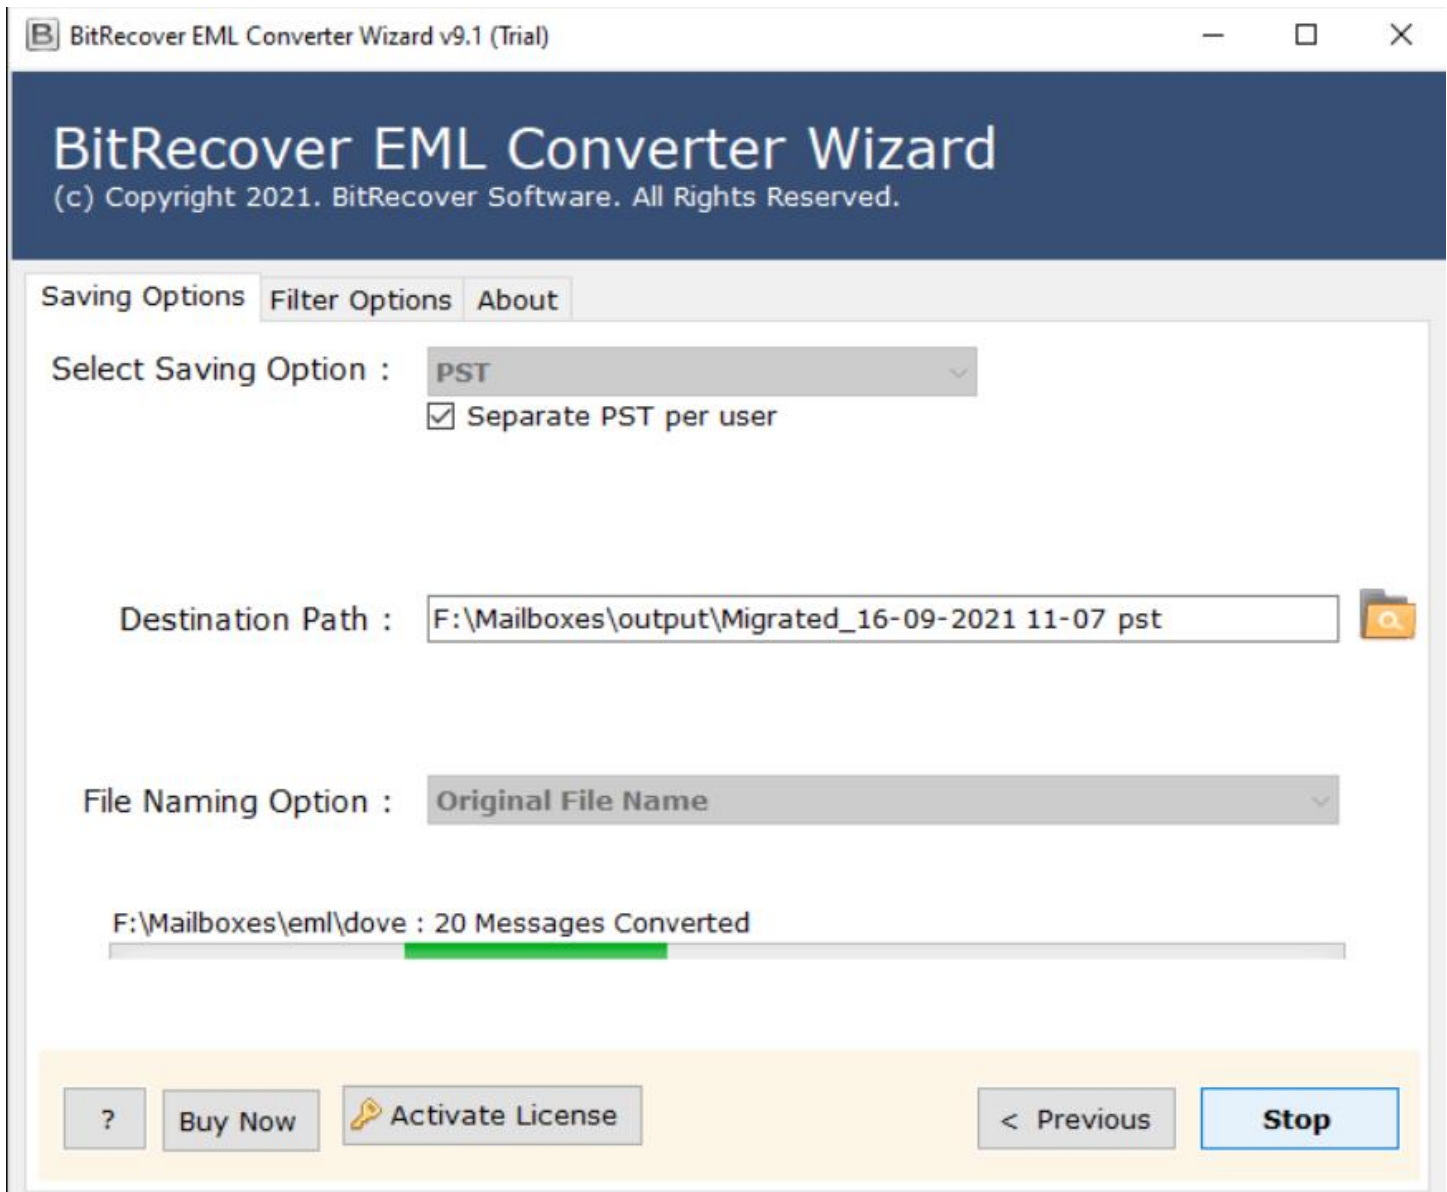 B BitRecover EML Converter Wizard v9.1 (Trial)
BitRecover EML Converter Wizard
(c) Copyright 2021. BitRecover Software. All Rights Reserved.
Saving Options Filter Options About
Select Saving Option : PST
Separate PST per user
Destination Path : F:\Mailboxes\output\Migrated_16-09-2021 11-07 pst
File Naming Option : Original File Name
F:\Mailboxes\eml\dove : 20 Messages Converted
? Buy Now Activate License < Previous Stop